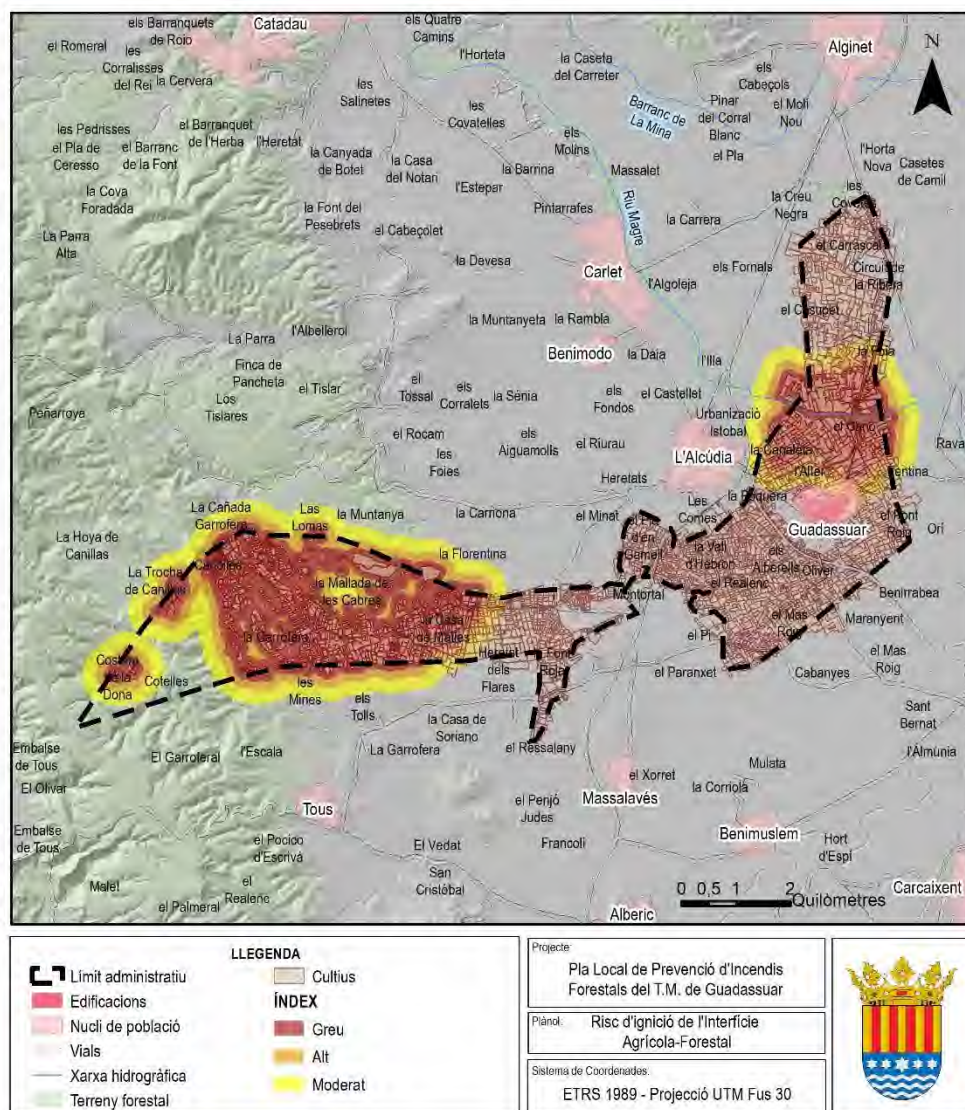 els Barranquets
de Roio
Catadau
els Quatre
Camins
Alginet
N
el Romeral
les
Corralisses
del Rei
la Cervera
l'Horteta
la Caseta
del Carreter
els
Cabeçols
les
Salinetes
Barranc de
La Mina
Pinar
del Corral
Blanc
el Molí
Nou
les Pedrisses
el Barranquet
de l'Herba
l'Heretat
les
Covatelles
els
Molins
el Pla de
Ceresso
el Barranc
de la Font
el Pla
l'Horta
Nova
Casetes
de Camil
la Canyada
de Botet
la Casa
del Notari
la Barrina
Massalet
la Cova
Foradada
l'Estepar
Riu Magre
la Creu
Negra
les
la Font del
Pesebrets
Pintarrafes
la Carrera
La Parra
Alta
el Cabeçolet
el Carrascal
la Devesa
Carlet
els Fornals
Circuit de
la Ribera
l'Algoleja
l'Alballerol
la Muntanyeta
la Rambla
La Parra
Benimodo
la Daia
l'Illa
Finca de
Pancheta
el Tislar
el
Tossal
els
Corralets
la Sénia
els
Fondos
el Castellet
Los
Tislares
Peñarroya
Urbanizació
Istobal
el Rocam
els
Aiguamolls
el Riurau
les
Foies
L'Alcúdia
l'Alter
Heretats
La Cañada
Garrofera
Las
Lomas
la Muntanya
la Carriona
el Minat
Les
Comes
Guadassuar
el Pont
Roig
Orí
La Hoya de
Canillas
la Florentina
la Vall
d'Hebron
els
Alberells
Oliver
La Trocha
de Canillas
la Mallada de
les Cabres
el Realenc
Montortal
Benirrabea
la Garrofera
la Casa
de Malles
el Mas
Roig
Maranyent
el Pi
el Mas
Roig
Cotelles
Heretat
dels
Flares
Font
Roja
el Paranxet
Cabanyes
les
Mines
els
Tolls
la Casa de
Soriano
Sant
Bernat
Embalse
de Tous
El Garroferal
l'Escala
La Garrofera
el Ressalany
l'Almúnia
El Olivar
Mulata
Tous
el Xorret
Massalavés
la Corriola
el Penjó
Judes
Benimuslem
Embalse
de Tous
el Pocico
d'Escrivá
El Vedat
Francolí
Hort
d'Espí
San
Cristóbal
Malet
el
Realenc
el Palmeral
Alberic
Carcaixent
0 0,5 1 2
Quilòmetres
LLEGENDA
Límit administratiu
Edificacions
Nucli de població
Vials
Xarxa hidrogràfica
Terreny forestal
Cultius
ÍNDEX
Greu
Alt
Moderat
Projecte:
Pla Local de Prevenció d'Incendis
Forestals del T.M. de Guadassuar
Plànol:
Risc d'ignició de l'Interfície
Agrícola-Forestal
Sistema de Coordenades:
ETRS 1989 - Projecció UTM Fus 30